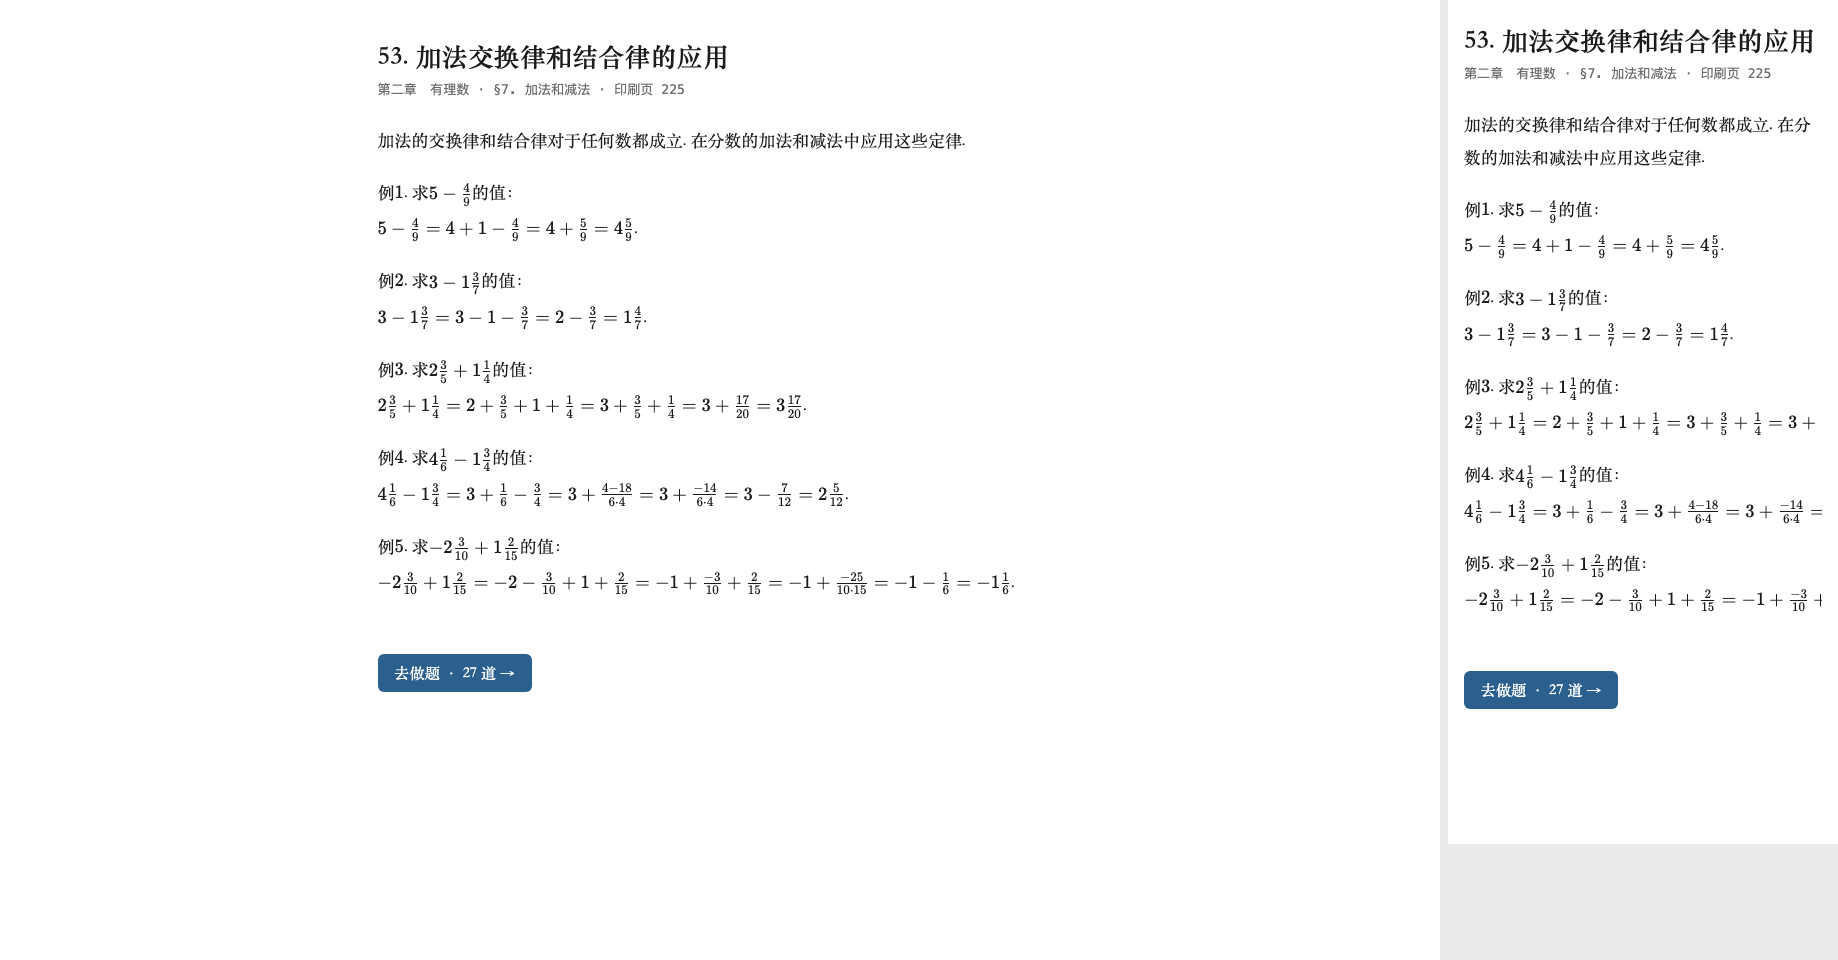 53. 加法交换律和结合律的应用
第二章 有理数 · §7. 加法和减法 · 印刷页 225
加法的交换律和结合律对于任何数都成立. 在分数的加法和减法中应用这些定律.
例1. 求5 − 4/9的值:
5 − 4/9 = 4 + 1 − 4/9 = 4 + 5/9 = 4 5/9.
例2. 求3 − 1 3/7的值:
3 − 1 3/7 = 3 − 1 − 3/7 = 2 − 3/7 = 1 4/7.
例3. 求2 3/5 + 1 1/4的值:
2 3/5 + 1 1/4 = 2 + 3/5 + 1 + 1/4 = 3 + 3/5 + 1/4 = 3 + 17/20 = 3 17/20.
例4. 求4 1/6 − 1 3/4的值:
4 1/6 − 1 3/4 = 3 + 1/6 − 3/4 = 3 + 4−18/6·4 = 3 + −14/6·4 = 3 − 7/12 = 2 5/12.
例5. 求−2 3/10 + 1 2/15的值:
−2 3/10 + 1 2/15 = −2 − 3/10 + 1 + 2/15 = −1 + −3/10 + 2/15 = −1 + −25/10·15 = −1 − 1/6 = −1 1/6.
去做题 · 27 道 →
53. 加法交换律和结合律的应用
第二章 有理数 · §7. 加法和减法 · 印刷页 225
加法的交换律和结合律对于任何数都成立. 在分
数的加法和减法中应用这些定律.
例1. 求5 − 4/9的值:
5 − 4/9 = 4 + 1 − 4/9 = 4 + 5/9 = 4 5/9.
例2. 求3 − 1 3/7的值:
3 − 1 3/7 = 3 − 1 − 3/7 = 2 − 3/7 = 1 4/7.
例3. 求2 3/5 + 1 1/4的值:
2 3/5 + 1 1/4 = 2 + 3/5 + 1 + 1/4 = 3 + 3/5 + 1/4 = 3 +
例4. 求4 1/6 − 1 3/4的值:
4 1/6 − 1 3/4 = 3 + 1/6 − 3/4 = 3 + 4−18/6·4 = 3 + −14/6·4 =
例5. 求−2 3/10 + 1 2/15的值:
−2 3/10 + 1 2/15 = −2 − 3/10 + 1 + 2/15 = −1 + −3/10 +
去做题 · 27 道 →